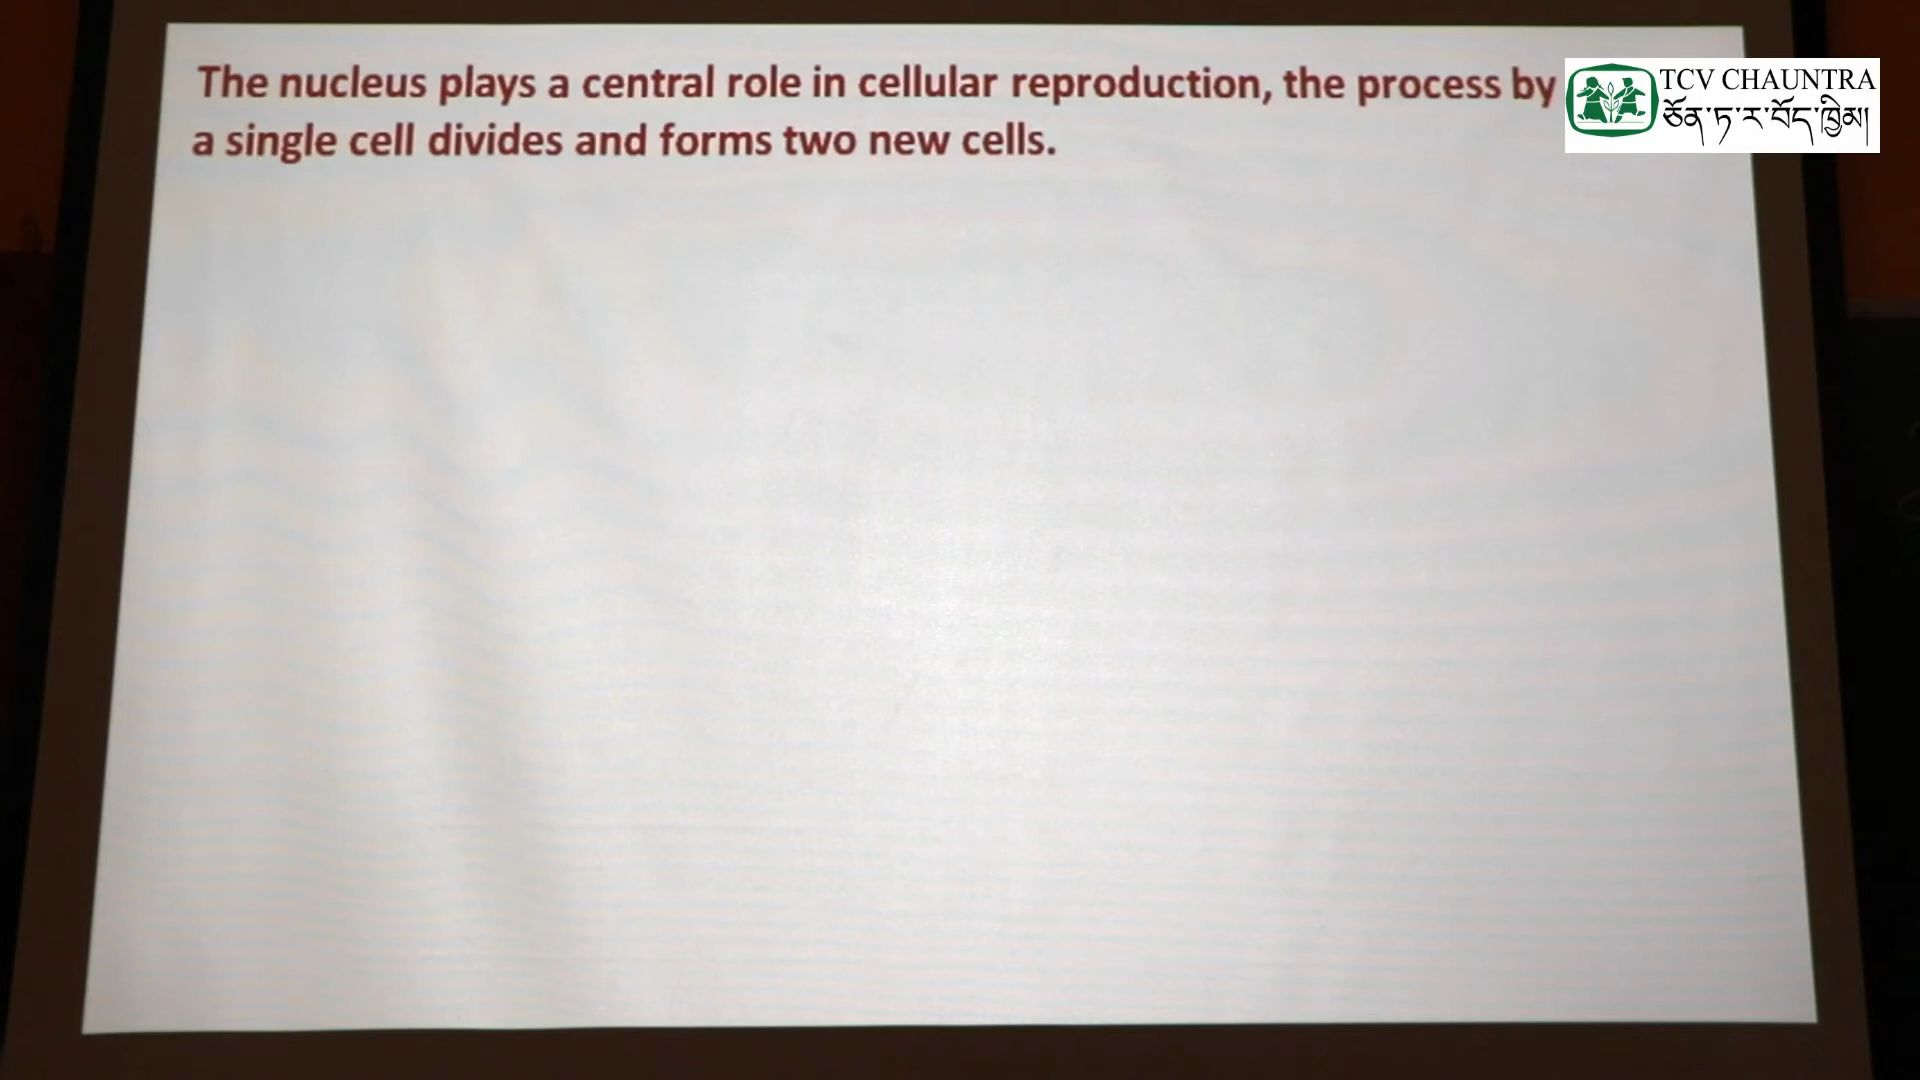 The nucleus plays a central role in cellular reproduction, the process by
a single cell divides and forms two new cells.
TCV CHAUNTRA
ཅོན་ཏ་ར་བོད་ཁྱིམ།